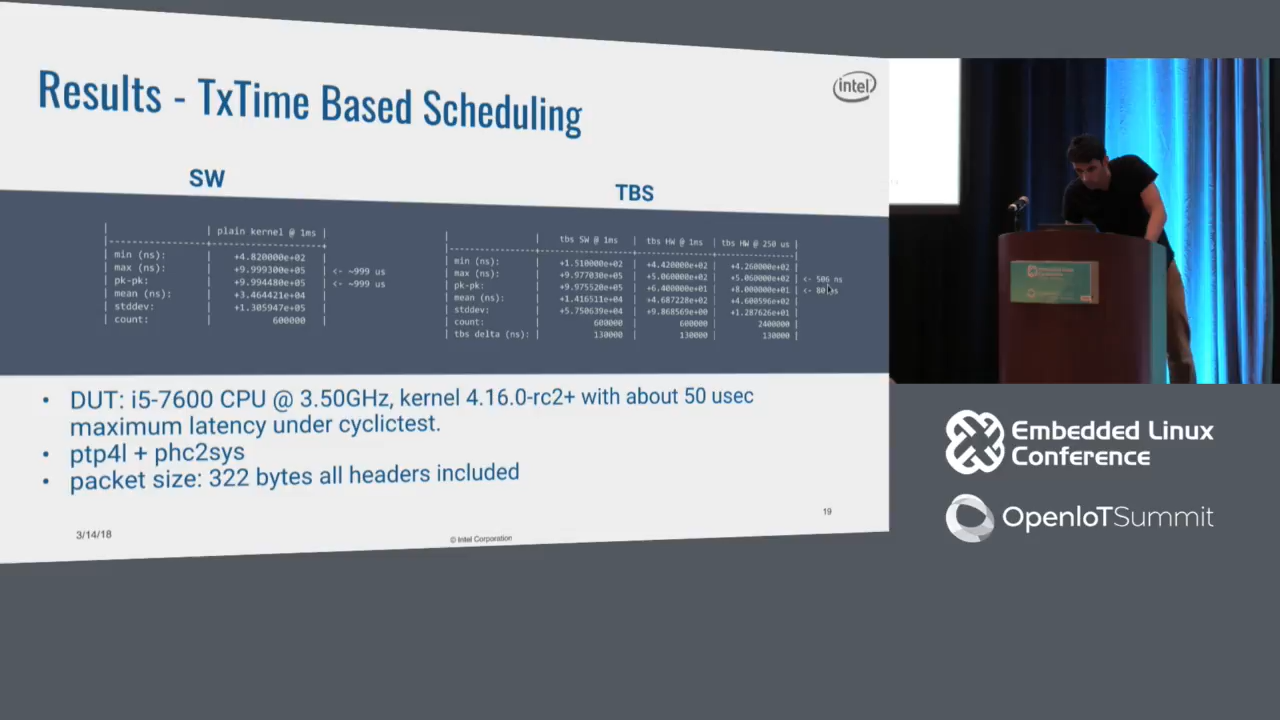 Results - TxTime Based Scheduling
intel
SW
TBS
| | plain kernel @ 1ms |
|---------------+--------------------+
| min (ns): | +4.820000e+02 |
| max (ns): | +9.999300e+05 | <- ~999 us
| pk-pk: | +9.994480e+05 | <- ~999 us
| mean (ns): | +3.464421e+04 |
| stddev: | +1.305947e+05 |
| count: | 600000 |
| | tbs SW @ 1ms | tbs HW @ 1ms | tbs HW @ 250 us |
| min (ns): | +1.510000e+02 | +4.420000e+02 | +4.260000e+02 |
| max (ns): | +9.977030e+05 | +5.060000e+02 | +5.060000e+02 | <- 506 ns
| pk-pk: | +9.975520e+05 | +6.400000e+01 | +8.000000e+01 | <- 80 ns
| mean (ns): | +1.416511e+04 | +4.687228e+02 | +4.600596e+02 |
| stddev: | +5.750639e+04 | +9.868569e+00 | +1.287626e+01 |
| count: | 600000 | 600000 | 2400000 |
| tbs delta (ns): | 130000 | 130000 | 130000 |
• DUT: i5-7600 CPU @ 3.50GHz, kernel 4.16.0-rc2+ with about 50 usec
maximum latency under cyclictest.
• ptp4l + phc2sys
• packet size: 322 bytes all headers included
3/14/18
© Intel Corporation
19
Embedded Linux
Conference
OpenIoTSummit